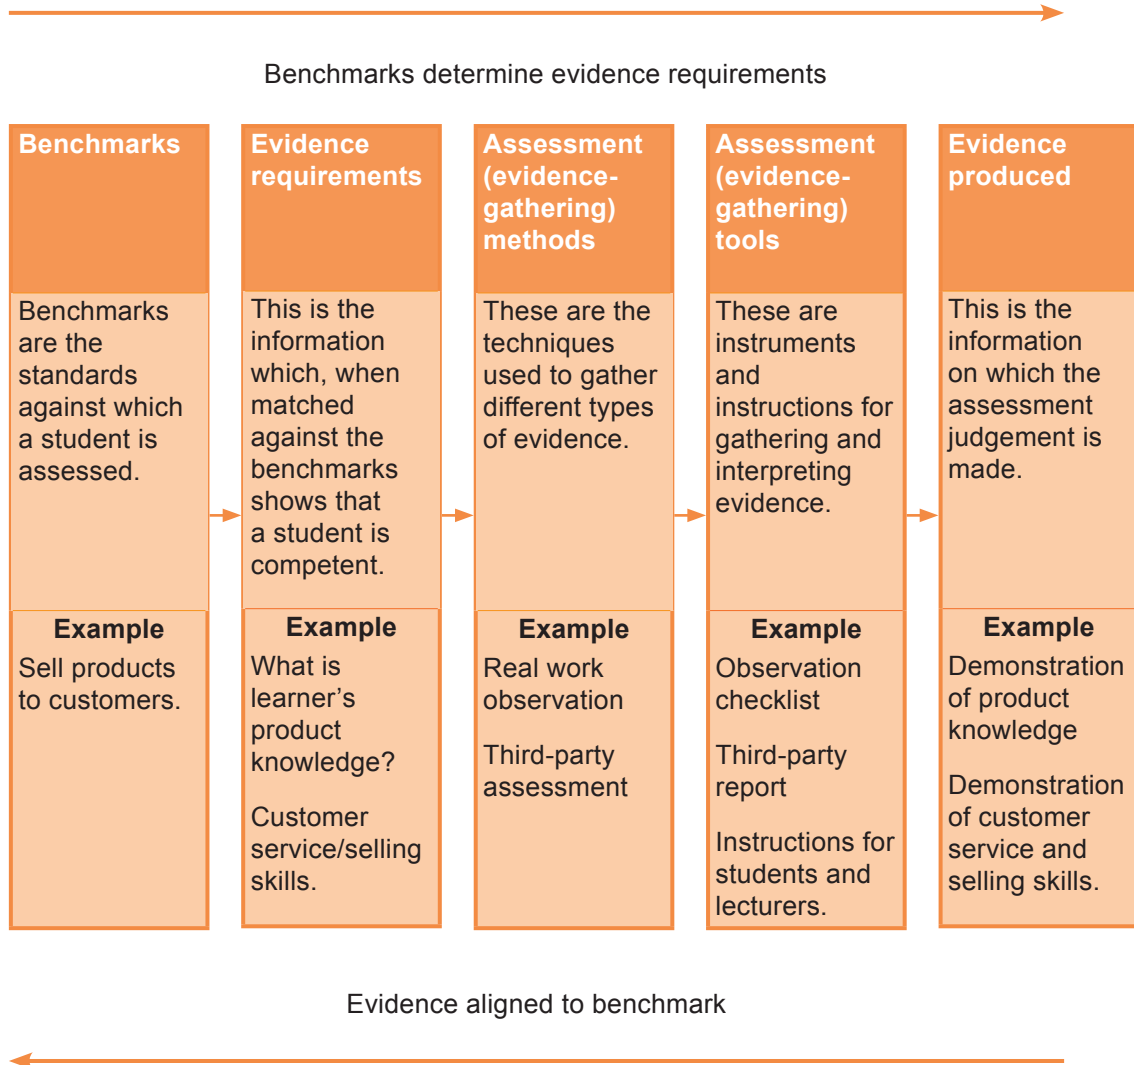 Benchmarks determine evidence requirements
Benchmarks
Benchmarks
are the
standards
against which
a student is
assessed.
Example
Sell products
to customers.
Evidence
requirements
This is the
information
which, when
matched
against the
benchmarks
shows that
a student is
competent.
Example
What is
learner’s
product
knowledge?
Customer
service/selling
skills.
Assessment
(evidence-
gathering)
methods
These are the
techniques
used to gather
different types
of evidence.
Example
Real work
observation
Third-party
assessment
Assessment
(evidence-
gathering)
tools
These are
instruments
and
instructions for
gathering and
interpreting
evidence.
Example
Observation
checklist
Third-party
report
Instructions for
students and
lecturers.
Evidence
produced
This is the
information
on which the
assessment
judgement is
made.
Example
Demonstration
of product
knowledge
Demonstration
of customer
service and
selling skills.
Evidence aligned to benchmark